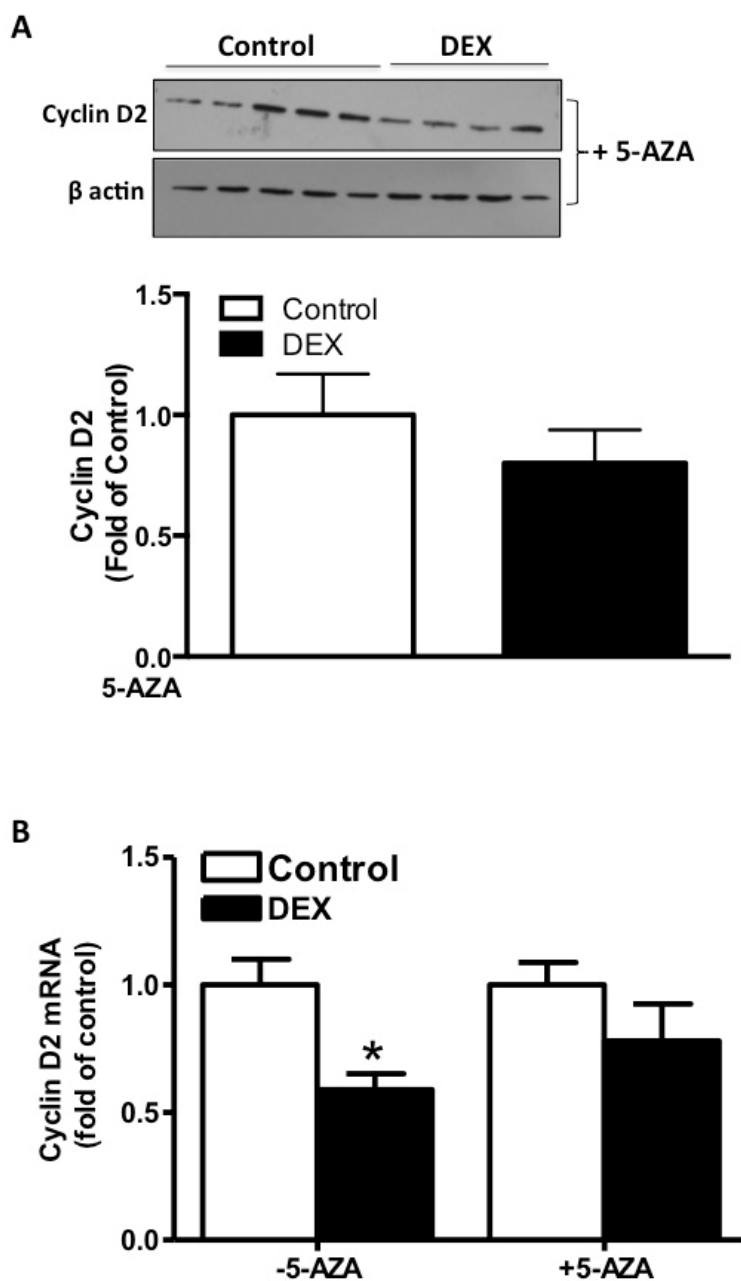 A
Control DEX
Cyclin D2
+ 5-AZA
β actin
1.5
Control
DEX
1.0
0.5
0.0
Cyclin D2
(Fold of Control)
5-AZA
B
1.5
Control
DEX
1.0
*
0.5
0.0
Cyclin D2 mRNA
(fold of control)
-5-AZA +5-AZA